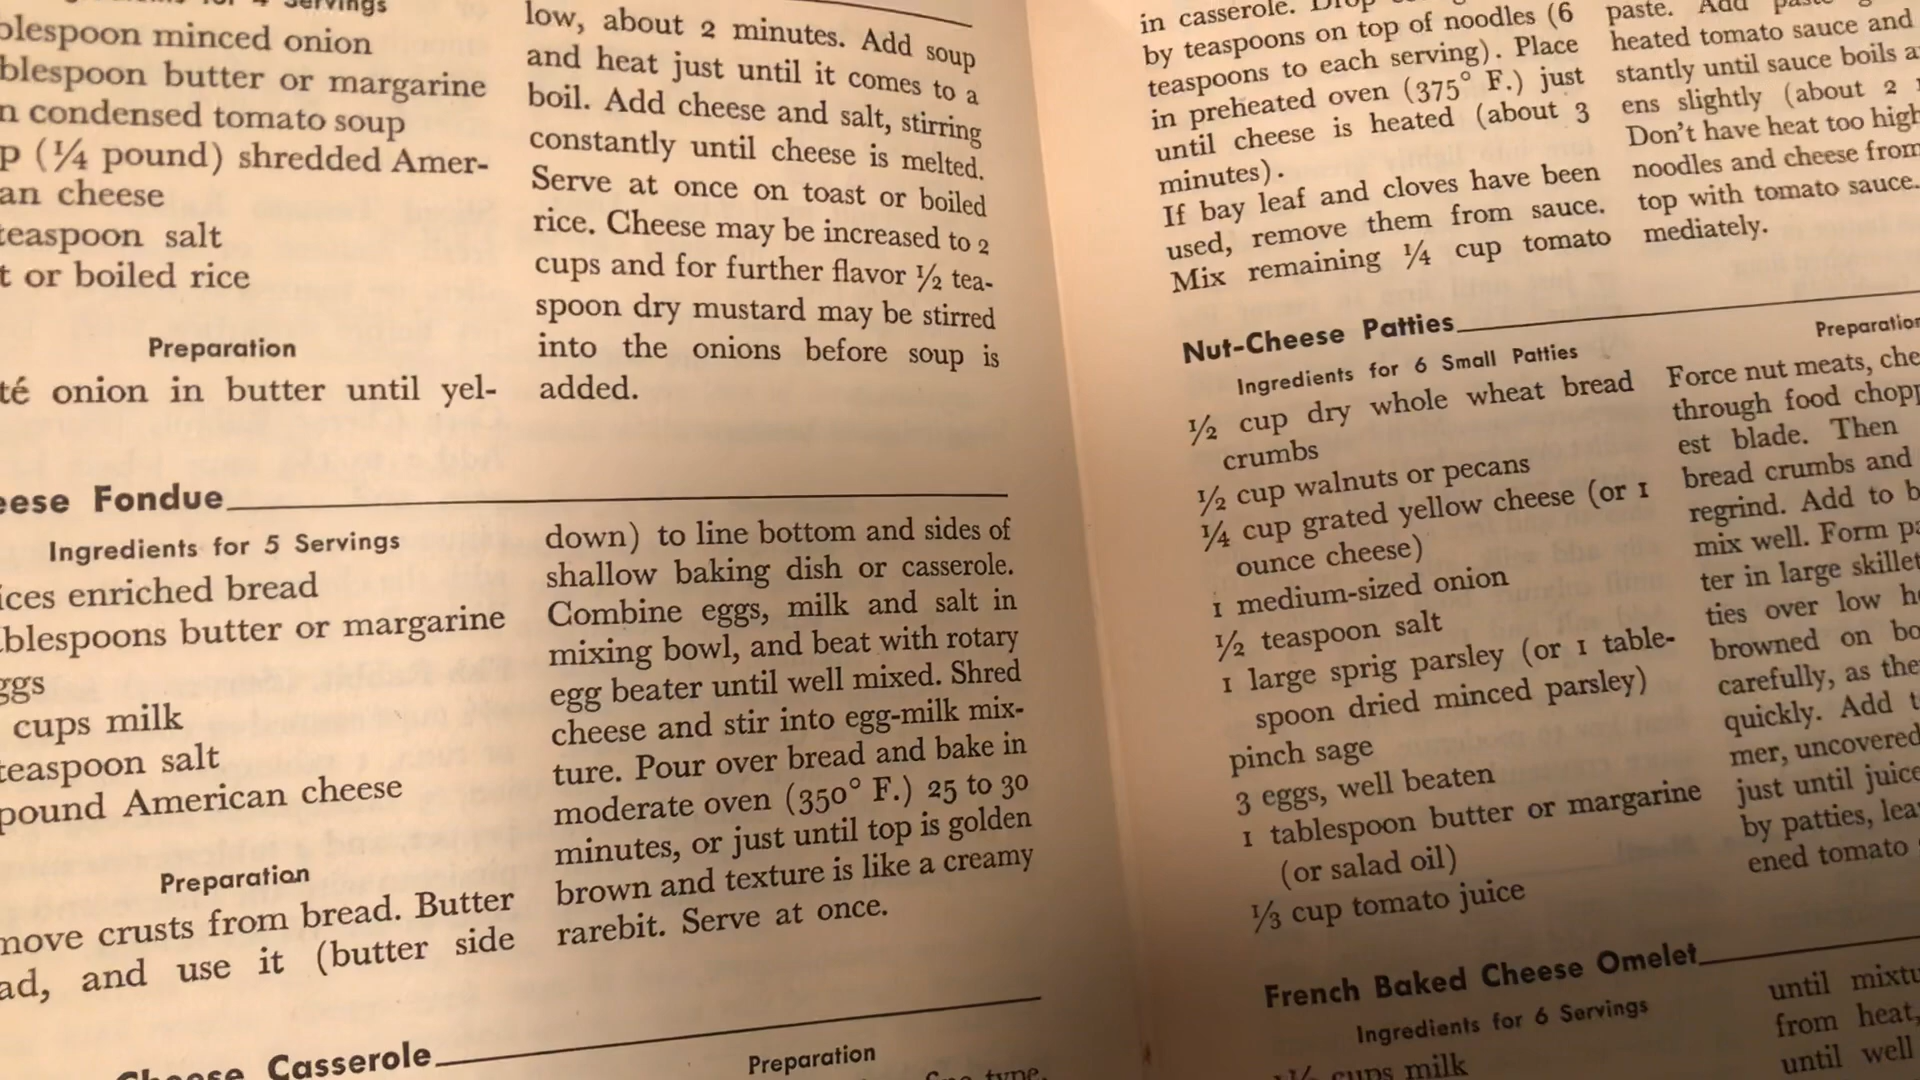 Servings
minced onion
butter or margarine
condensed tomato soup
(¼ pound) shredded Amer-
cheese
teaspoon salt
or boiled rice
Preparation
onion in butter until yel-
low, about 2 minutes. Add soup
and heat just until it comes to a
boil. Add cheese and salt, stirring
constantly until cheese is melted.
Serve at once on toast or boiled
rice. Cheese may be increased to 2
cups and for further flavor ½ tea-
spoon dry mustard may be stirred
into the onions before soup is
added.
Fondue
Ingredients for 5 Servings
enriched bread
butter or margarine
cups milk
teaspoon salt
pound American cheese
Preparation
crusts from bread. Butter
and use it (butter side
down) to line bottom and sides of
shallow baking dish or casserole.
Combine eggs, milk and salt in
mixing bowl, and beat with rotary
egg beater until well mixed. Shred
cheese and stir into egg-milk mix-
ture. Pour over bread and bake in
moderate oven (350° F.) 25 to 30
minutes, or just until top is golden
brown and texture is like a creamy
rarebit. Serve at once.
Cheese Casserole
Preparation
type,
in casserole. Drop
by teaspoons on top of noodles (6
teaspoons to each serving). Place
in preheated oven (375° F.) just
until cheese is heated (about 3
minutes).
If bay leaf and cloves have been
used, remove them from sauce.
Mix remaining ¼ cup tomato
paste. Add
heated tomato sauce and
stantly until sauce boils
ens slightly (about 2
Don't have heat too high
noodles and cheese from
top with tomato sauce.
mediately.
Nut-Cheese Patties
Ingredients for 6 Small Patties
½ cup dry whole wheat bread
crumbs
½ cup walnuts or pecans
¼ cup grated yellow cheese (or 1
ounce cheese)
1 medium-sized onion
½ teaspoon salt
1 large sprig parsley (or 1 table-
spoon dried minced parsley)
pinch sage
3 eggs, well beaten
1 tablespoon butter or margarine
(or salad oil)
⅓ cup tomato juice
Preparation
Force nut meats,
through food
est blade. Then
bread crumbs and
regrind. Add to
mix well. Form
ter in large skillet
ties over low
browned on
carefully, as
quickly. Add
mer, uncovered
just until juice
by patties,
ened tomato
French Baked Cheese Omelet
Ingredients for 6 Servings
cups milk
until
from heat,
until well